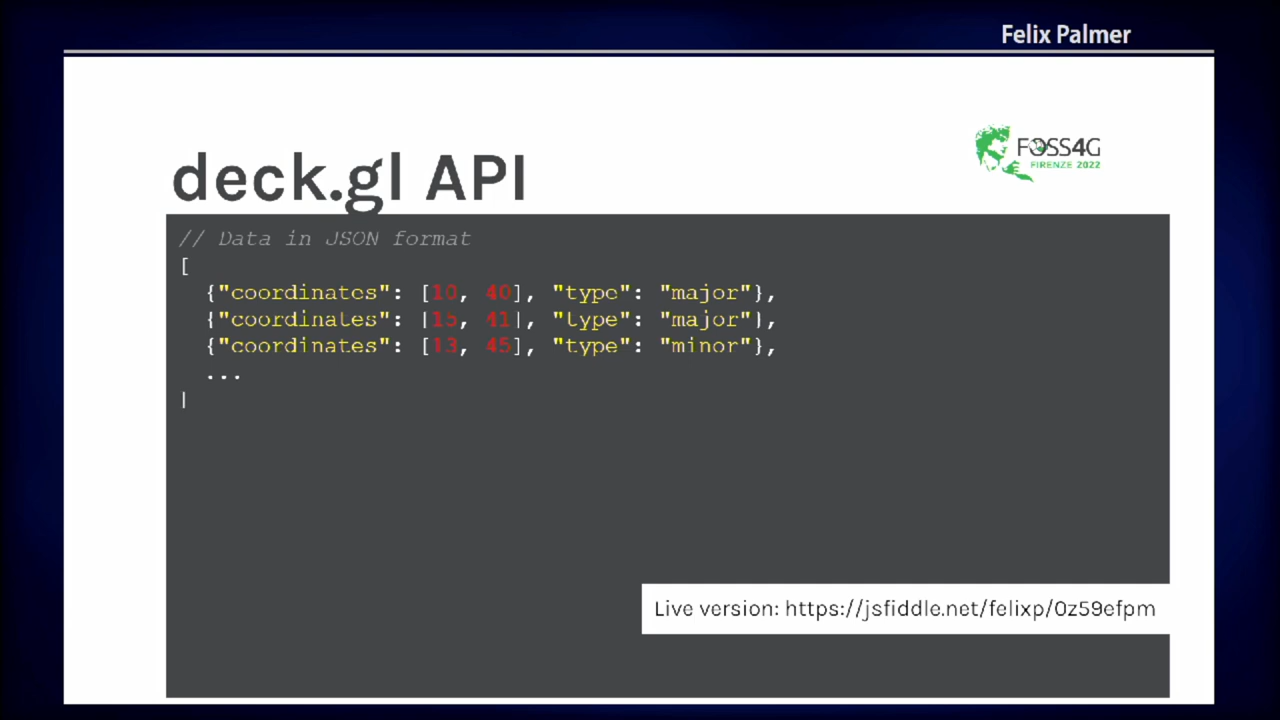 Felix Palmer
FOSS4G
FIRENZE 2022
deck.gl API
// Data in JSON format
[
{"coordinates": [10, 40], "type": "major"},
{"coordinates": [15, 41], "type": "major"},
{"coordinates": [13, 45], "type": "minor"},
...
]
Live version: https://jsfiddle.net/felixp/0z59efpm